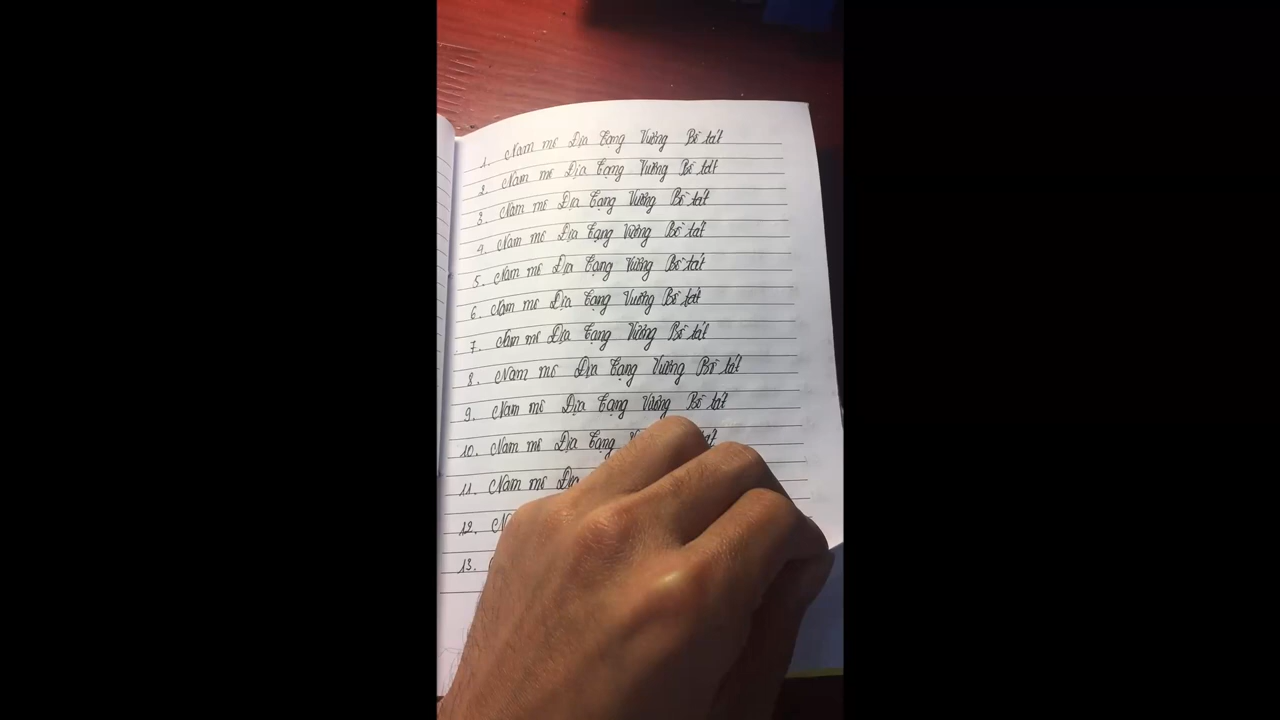 1. Nam mô Địa Tạng Vương Bồ tát
2. Nam mô Địa Tạng Vương Bồ tát
3. Nam mô Địa Tạng Vương Bồ tát
4. Nam mô Địa Tạng Vương Bồ tát
5. Nam mô Địa Tạng Vương Bồ tát
6. Nam mô Địa Tạng Vương Bồ tát
7. Nam mô Địa Tạng Vương Bồ tát
8. Nam mô Địa Tạng Vương Bồ tát
9. Nam mô Địa Tạng Vương Bồ tát
10. Nam mô Địa Tạng tát
11. Nam mô Địa
12.
13.